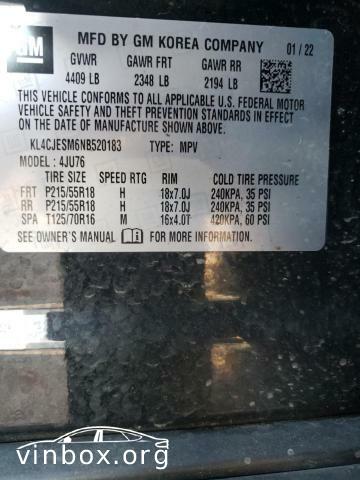 GM
MFD BY GM KOREA COMPANY 01 / 22
GVWR GAWR FRT GAWR RR
4409 LB 2348 LB 2194 LB
THIS VEHICLE CONFORMS TO ALL APPLICABLE U.S. FEDERAL MOTOR
VEHICLE SAFETY, BUMPER, AND THEFT PREVENTION STANDARDS IN EFFECT
ON THE DATE OF MANUFACTURE SHOWN ABOVE.
KL4CJESM6NB520183 TYPE: MPV
MODEL : 4JU76
TIRE SIZE SPEED RTG RIM COLD TIRE PRESSURE
FRT P215/55R18 H 18x7.0J 240KPA, 35 PSI
RR P215/55R18 H 18x7.0J 240KPA, 35 PSI
SPA T125/70R16 M 16x4.0T 420KPA, 60 PSI
SEE OWNER'S MANUAL FOR MORE INFORMATION
vinbox.org